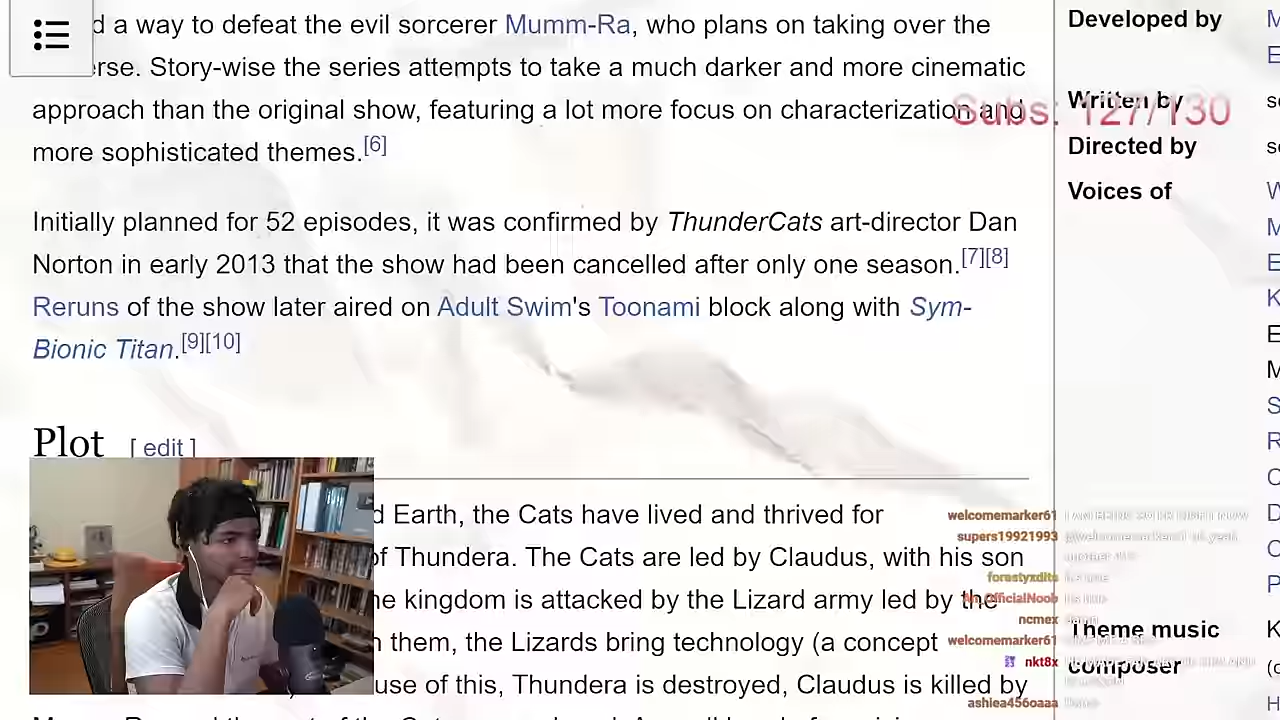 d a way to defeat the evil sorcerer Mumm-Ra, who plans on taking over the
erse. Story-wise the series attempts to take a much darker and more cinematic
approach than the original show, featuring a lot more focus on characterization and
more sophisticated themes.[6]
Initially planned for 52 episodes, it was confirmed by ThunderCats art-director Dan
Norton in early 2013 that the show had been cancelled after only one season.[7][8]
Reruns of the show later aired on Adult Swim's Toonami block along with Sym-
Bionic Titan.[9][10]
Plot [ edit ]
d Earth, the Cats have lived and thrived for
of Thundera. The Cats are led by Claudus, with his son
he kingdom is attacked by the Lizard army led by the
n them, the Lizards bring technology (a concept
use of this, Thundera is destroyed, Claudus is killed by
Developed by
Subs: 127/130
Written by
Directed by
Voices of
Theme music
composer
welcomemarker61
supers19921993
forestyxdits
An_OfficialNoob
ncmex
welcomemarker61
nkt8x
ashlea456oaaa